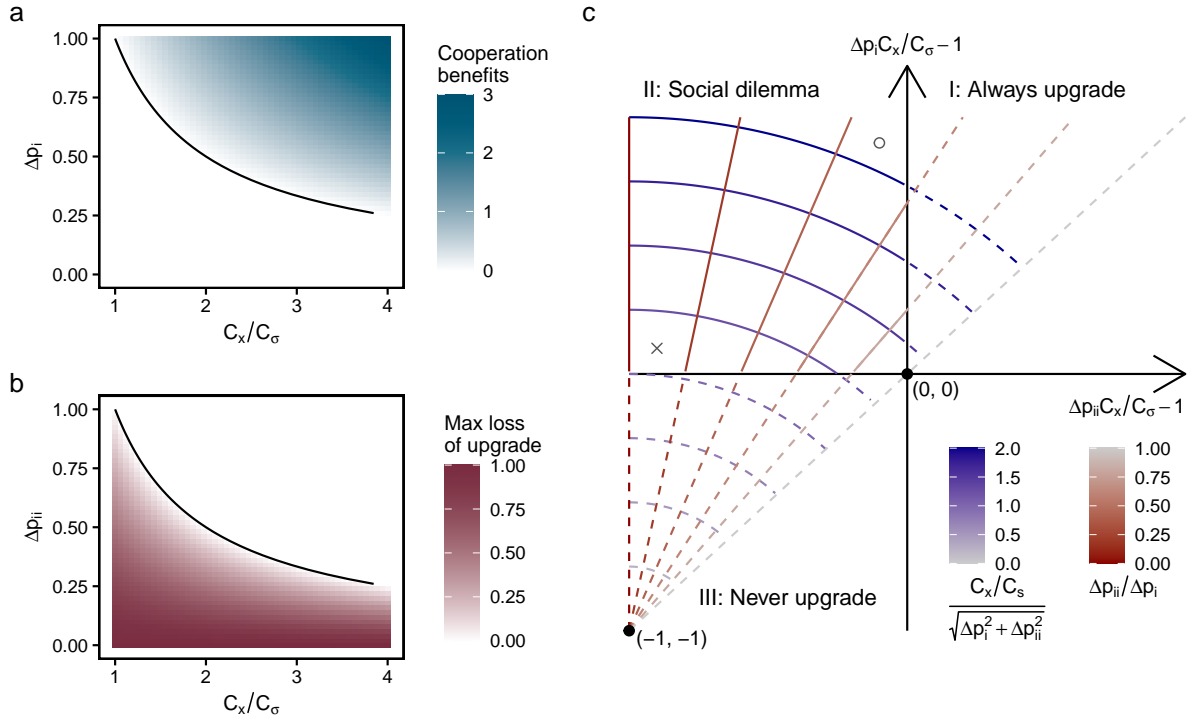 a
1.00
0.75
0.50
0.25
0.00
Δpᵢ
1
2
3
4
Cₓ/C_σ
Cooperation
benefits
3
2
1
0
b
1.00
0.75
0.50
0.25
0.00
Δpᵢᵢ
1
2
3
4
Cₓ/C_σ
Max loss
of upgrade
1.00
0.75
0.50
0.25
0.00
c
ΔpᵢCₓ/C_σ − 1
II: Social dilemma
I: Always upgrade
(0, 0)
ΔpᵢᵢCₓ/C_σ − 1
III: Never upgrade
(−1, −1)
2.0
1.5
1.0
0.5
0.0
Cₓ/Cₛ
√Δpᵢ² + Δpᵢᵢ²
1.00
0.75
0.50
0.25
0.00
Δpᵢᵢ/Δpᵢ